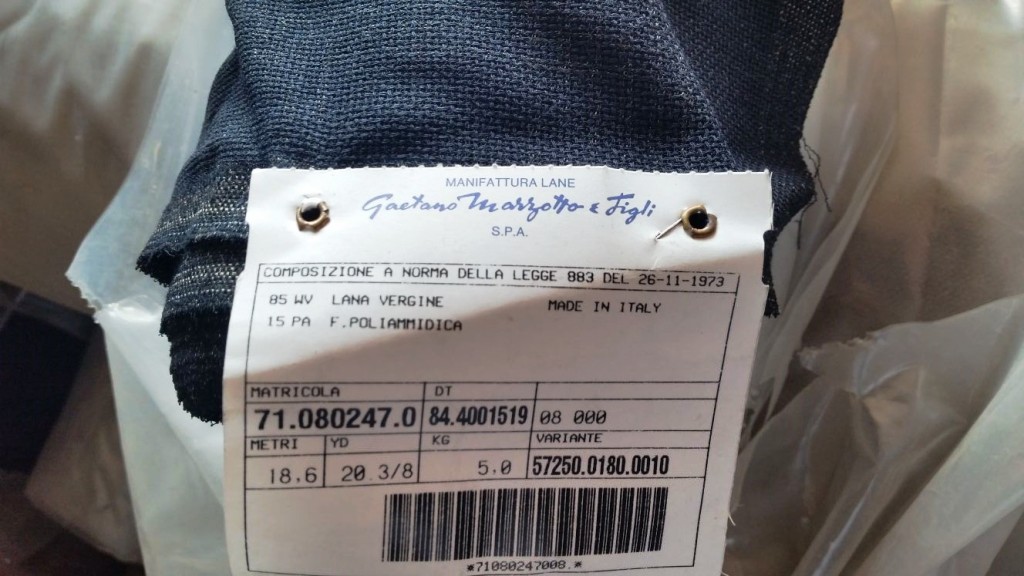 MANIFATTURA LANE
Gaetano Marzotto & Figli
S.P.A.
COMPOSIZIONE A NORMA DELLA LEGGE 883 DEL 26-11-1973
85 WV LANA VERGINE MADE IN ITALY
15 PA F.POLIAMMIDICA
MATRICOLA DT
71.080247.0 84.4001519 08 000
METRI YD KG VARIANTE
18,6 20 3/8 5.0 57250.0180.0010
*71080247008.*